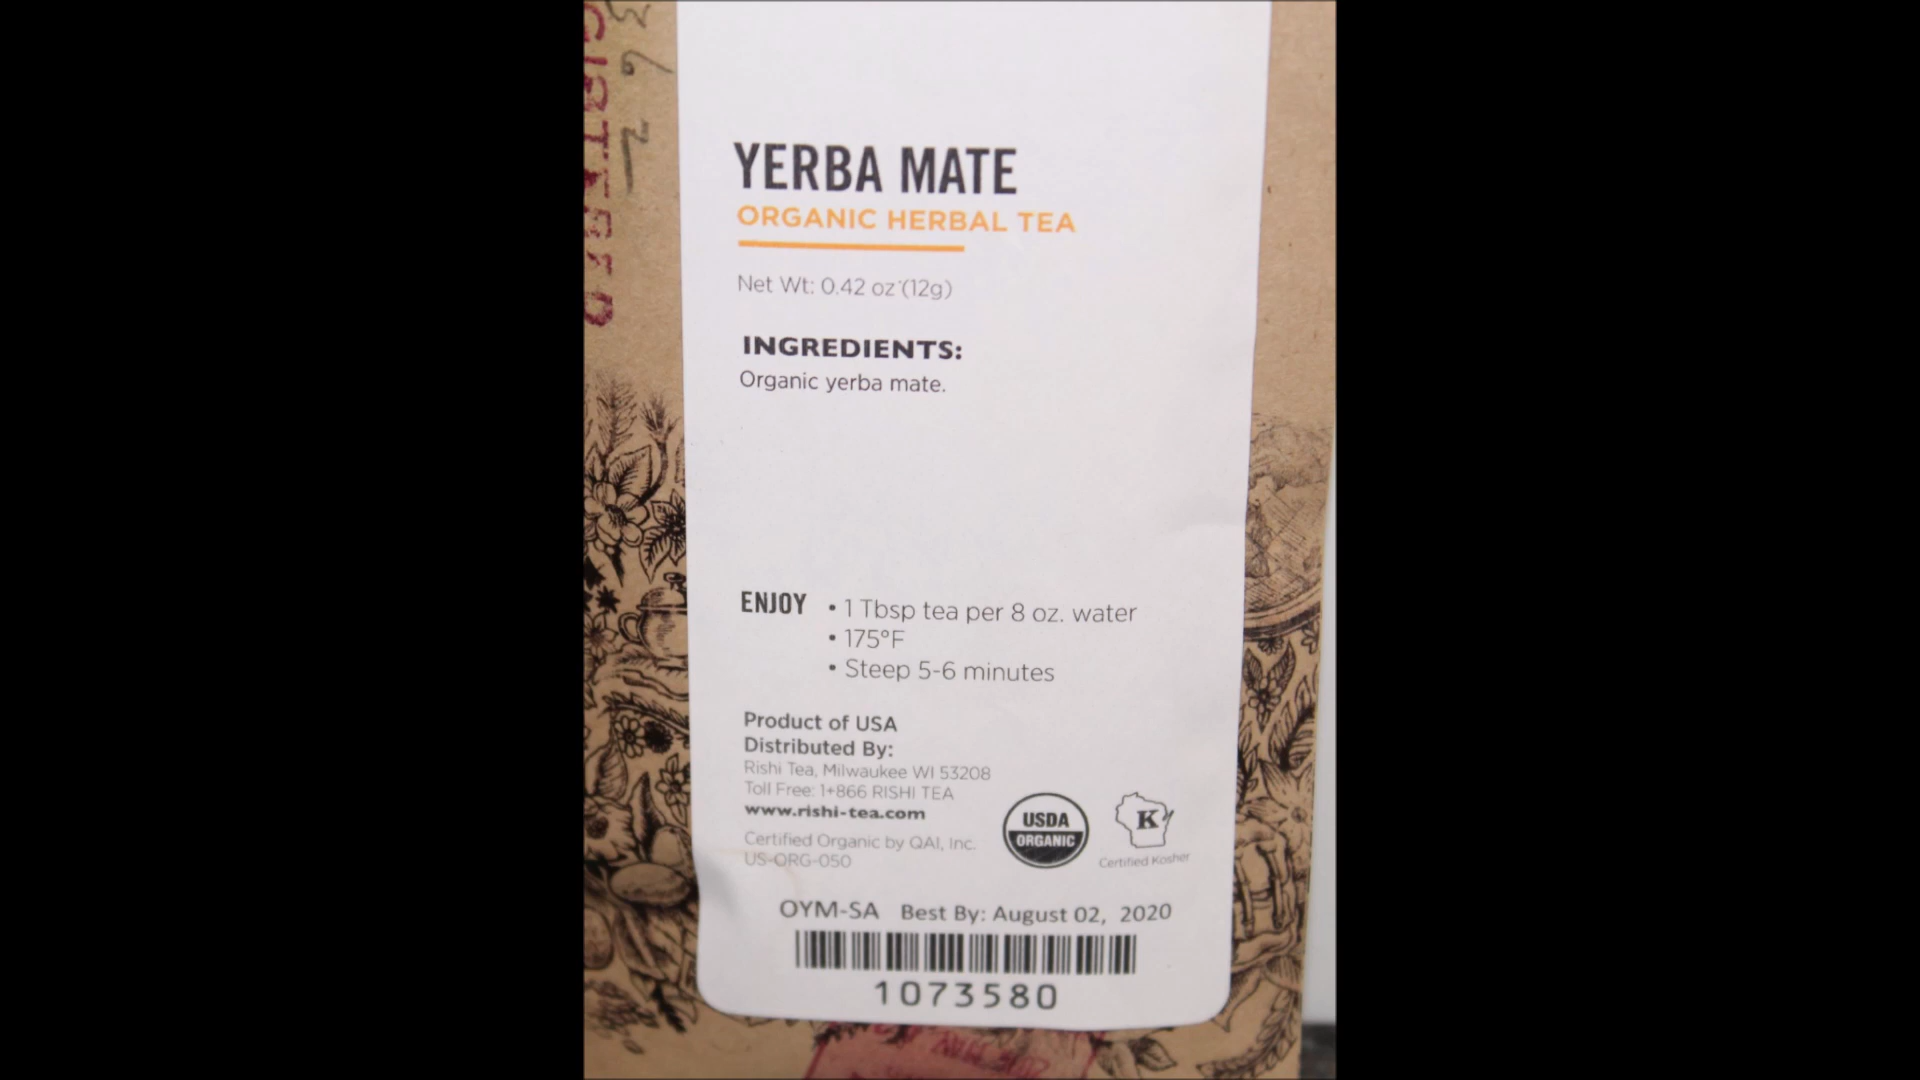 YERBA MATE
ORGANIC HERBAL TEA
Net Wt: 0.42 oz (12g)
INGREDIENTS:
Organic yerba mate.
ENJOY • 1 Tbsp tea per 8 oz. water
• 175°F
• Steep 5-6 minutes
Product of USA
Distributed By:
Rishi Tea, Milwaukee WI 53208
Toll Free: 1+866 RISHI TEA
www.rishi-tea.com
Certified Organic by QAI, Inc.
US-ORG-050
USDA
ORGANIC
K
Certified Kosher
OYM-SA Best By: August 02, 2020
1073580